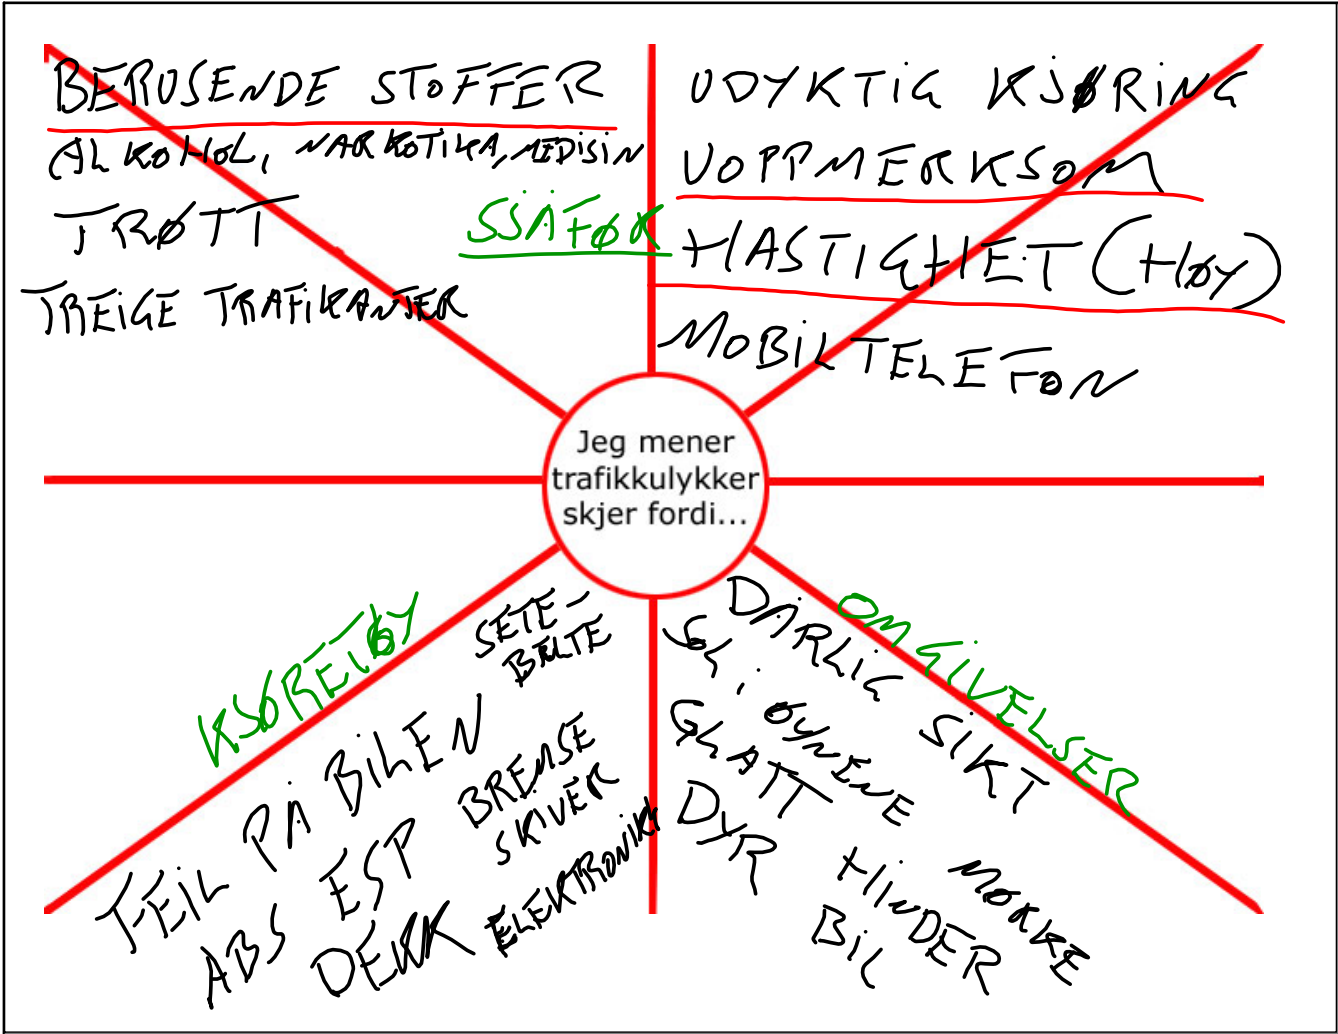 BERUSENDE STOFFER
ALKOHOL, NARKOTIKA, MEDISIN
TRØTT
TREIGE TRAFIKANTER
SJÅFØR
UDYKTIG KJØRING
UOPPMERKSOM
HASTIGHET (HØY)
MOBILTELEFON
Jeg mener
trafikkulykker
skjer fordi...
KJØRETØY
SETE-
BELTE
FEIL PÅ BILEN
BREMSE
SKIVER
ABS ESP
DEKK
ELEKTRONIKK
OMGIVELSER
DÅRLIG SIKT
SOL i ØYNENE
GLATT
DYR
MØRKE
HINDER
BIL